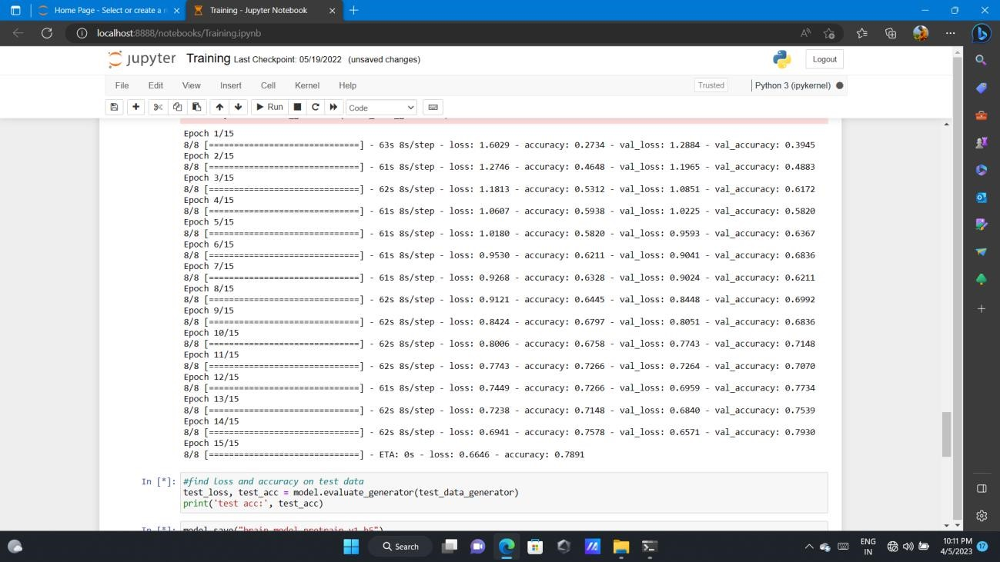 Home Page - Select or create a n
Training - Jupyter Notebook
localhost:8888/notebooks/Training.ipynb
jupyter Training Last Checkpoint: 05/19/2022 (unsaved changes)
Logout
File Edit View Insert Cell Kernel Help
Trusted
Python 3 (ipykernel)
Run
Code
Epoch 1/15
8/8 [==============================] - 63s 8s/step - loss: 1.6029 - accuracy: 0.2734 - val_loss: 1.2884 - val_accuracy: 0.3945
Epoch 2/15
8/8 [==============================] - 61s 8s/step - loss: 1.2746 - accuracy: 0.4648 - val_loss: 1.1965 - val_accuracy: 0.4883
Epoch 3/15
8/8 [==============================] - 62s 8s/step - loss: 1.1813 - accuracy: 0.5312 - val_loss: 1.0851 - val_accuracy: 0.6172
Epoch 4/15
8/8 [==============================] - 61s 8s/step - loss: 1.0607 - accuracy: 0.5938 - val_loss: 1.0225 - val_accuracy: 0.5820
Epoch 5/15
8/8 [==============================] - 61s 8s/step - loss: 1.0180 - accuracy: 0.5820 - val_loss: 0.9593 - val_accuracy: 0.6367
Epoch 6/15
8/8 [==============================] - 61s 8s/step - loss: 0.9530 - accuracy: 0.6211 - val_loss: 0.9041 - val_accuracy: 0.6836
Epoch 7/15
8/8 [==============================] - 61s 8s/step - loss: 0.9268 - accuracy: 0.6328 - val_loss: 0.9024 - val_accuracy: 0.6211
Epoch 8/15
8/8 [==============================] - 62s 8s/step - loss: 0.9121 - accuracy: 0.6445 - val_loss: 0.8448 - val_accuracy: 0.6992
Epoch 9/15
8/8 [==============================] - 62s 8s/step - loss: 0.8424 - accuracy: 0.6797 - val_loss: 0.8051 - val_accuracy: 0.6836
Epoch 10/15
8/8 [==============================] - 62s 8s/step - loss: 0.8006 - accuracy: 0.6758 - val_loss: 0.7743 - val_accuracy: 0.7148
Epoch 11/15
8/8 [==============================] - 62s 8s/step - loss: 0.7743 - accuracy: 0.7266 - val_loss: 0.7264 - val_accuracy: 0.7070
Epoch 12/15
8/8 [==============================] - 61s 8s/step - loss: 0.7449 - accuracy: 0.7266 - val_loss: 0.6959 - val_accuracy: 0.7734
Epoch 13/15
8/8 [==============================] - 62s 8s/step - loss: 0.7238 - accuracy: 0.7148 - val_loss: 0.6840 - val_accuracy: 0.7539
Epoch 14/15
8/8 [==============================] - 62s 8s/step - loss: 0.6941 - accuracy: 0.7578 - val_loss: 0.6571 - val_accuracy: 0.7930
Epoch 15/15
8/8 [==============================] - ETA: 0s - loss: 0.6646 - accuracy: 0.7891
In [*]: #find loss and accuracy on test data
test_loss, test_acc = model.evaluate_generator(test_data_generator)
print('test acc:', test_acc)
In [*]: model.save("brain_model_pretrain_v1.h5")
Search
ENG
IN
10:11 PM
4/5/2023
17